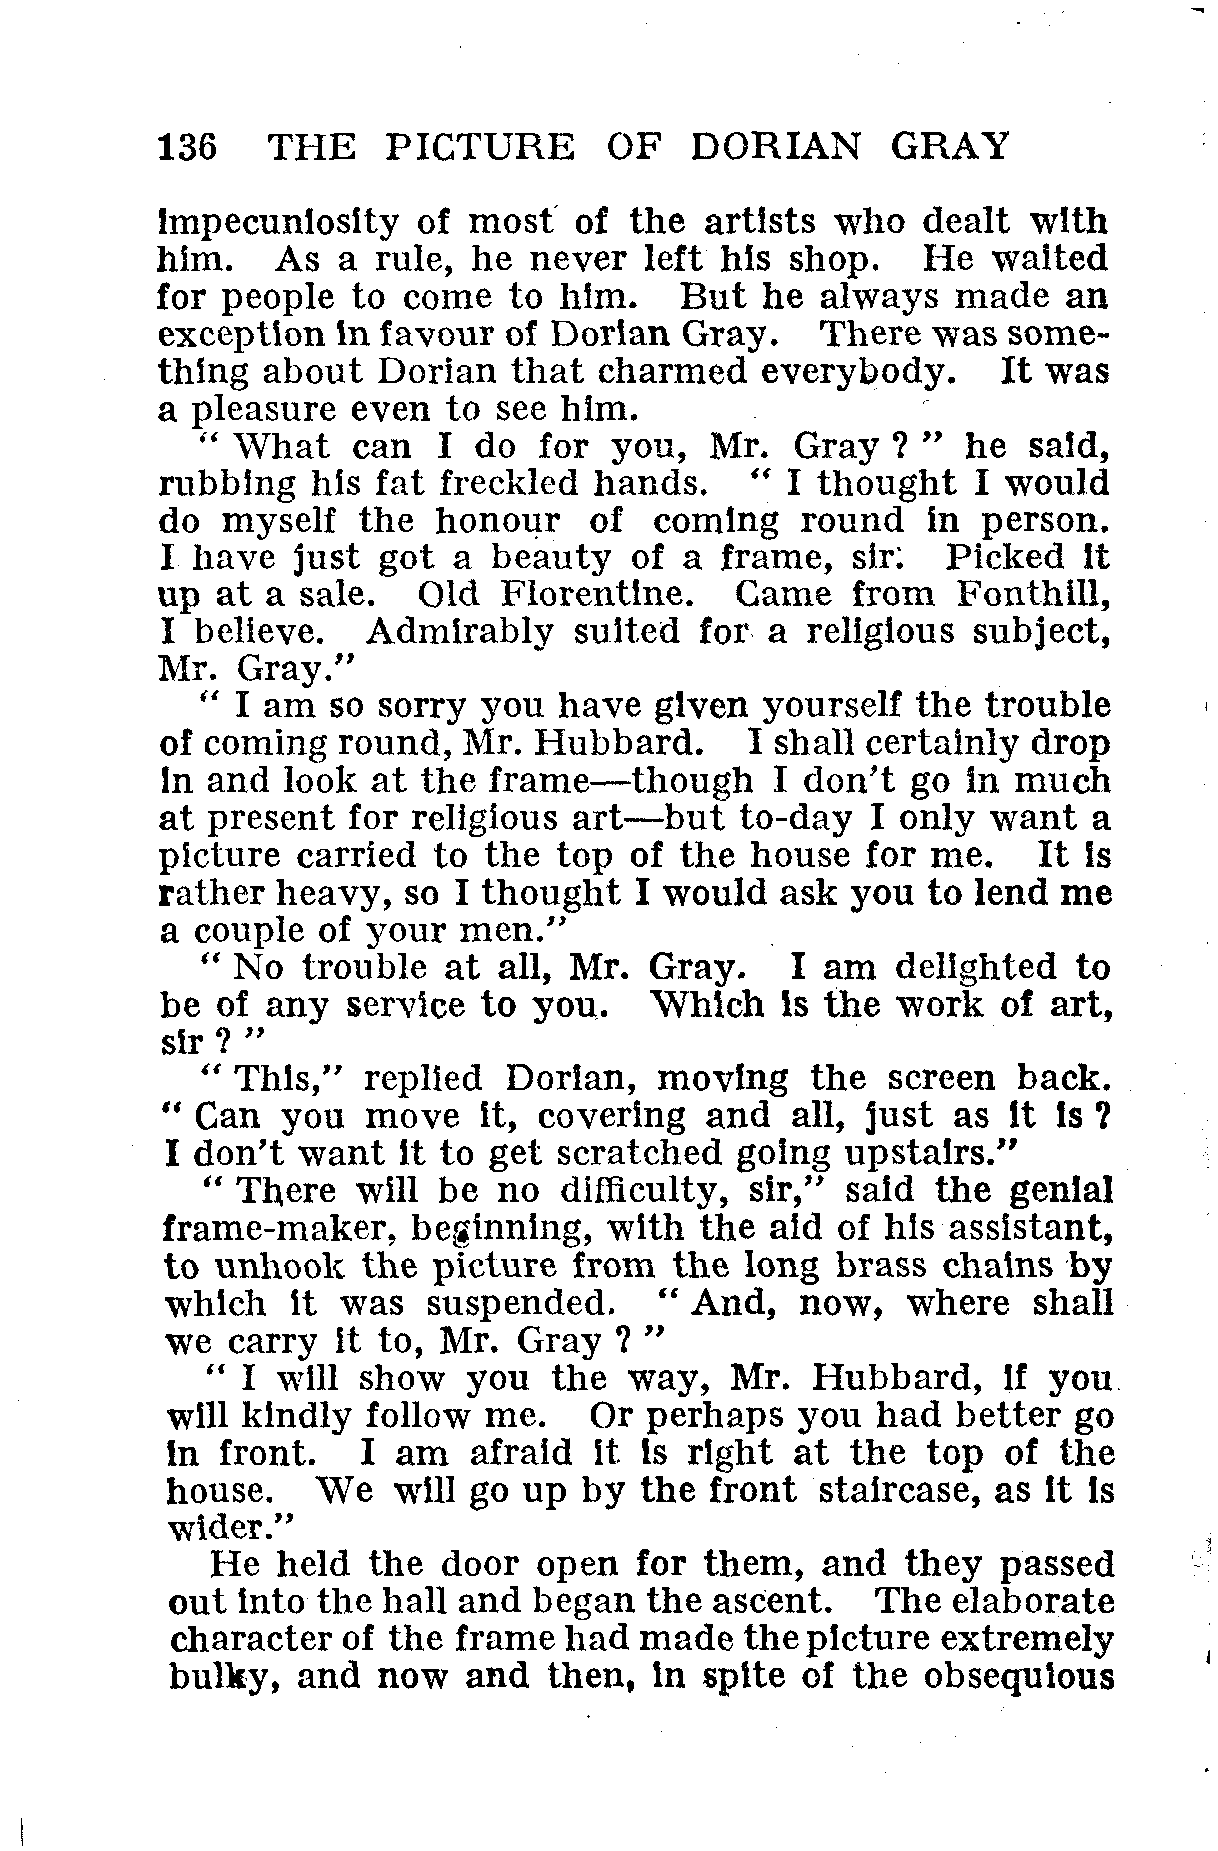 136 THE PICTURE OF DORIAN GRAY
impecuniosity of most of the artists who dealt with
him. As a rule, he never left his shop. He waited
for people to come to him. But he always made an
exception in favour of Dorian Gray. There was some-
thing about Dorian that charmed everybody. It was
a pleasure even to see him.
“ What can I do for you, Mr. Gray ? ” he said,
rubbing his fat freckled hands. “ I thought I would
do myself the honour of coming round in person.
I have just got a beauty of a frame, sir. Picked it
up at a sale. Old Florentine. Came from Fonthill,
I believe. Admirably suited for a religious subject,
Mr. Gray.”
“ I am so sorry you have given yourself the trouble
of coming round, Mr. Hubbard. I shall certainly drop
in and look at the frame—though I don’t go in much
at present for religious art—but to-day I only want a
picture carried to the top of the house for me. It is
rather heavy, so I thought I would ask you to lend me
a couple of your men.”
“ No trouble at all, Mr. Gray. I am delighted to
be of any service to you. Which is the work of art,
sir ? ”
“ This,” replied Dorian, moving the screen back.
“ Can you move it, covering and all, just as it is ?
I don’t want it to get scratched going upstairs.”
“ There will be no difficulty, sir,” said the genial
frame-maker, beginning, with the aid of his assistant,
to unhook the picture from the long brass chains by
which it was suspended. “ And, now, where shall
we carry it to, Mr. Gray ? ”
“ I will show you the way, Mr. Hubbard, if you
will kindly follow me. Or perhaps you had better go
in front. I am afraid it is right at the top of the
house. We will go up by the front staircase, as it is
wider.”
He held the door open for them, and they passed
out into the hall and began the ascent. The elaborate
character of the frame had made the picture extremely
bulky, and now and then, in spite of the obsequious